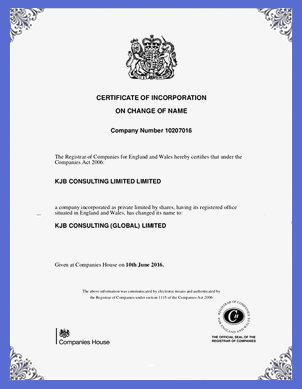 CERTIFICATE OF INCORPORATION
ON CHANGE OF NAME
Company Number 10207016
The Registrar of Companies for England and Wales hereby certifies that under the
Companies Act 2006:
KJB CONSULTING LIMITED LIMITED
a company incorporated as private limited by shares, having its registered office
situated in England and Wales, has changed its name to:
KJB CONSULTING (GLOBAL) LIMITED
Given at Companies House on 10th June 2016.
The above information was communicated by electronic means and authenticated by
the Registrar of Companies under section 1115 of the Companies Act 2006
Companies House
THE OFFICIAL SEAL OF THE
REGISTRAR OF COMPANIES